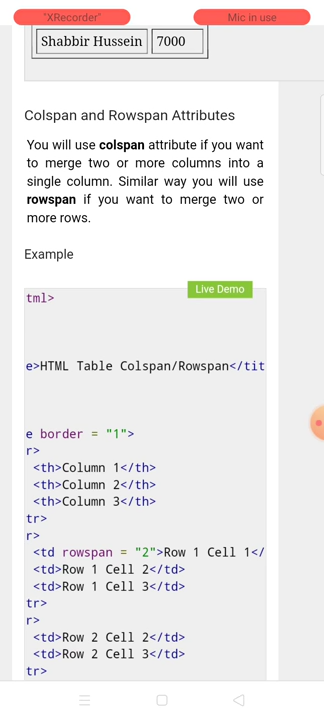 "XRecorder"
Mic in use
Shabbir Hussein 7000
Colspan and Rowspan Attributes
You will use colspan attribute if you want
to merge two or more columns into a
single column. Similar way you will use
rowspan if you want to merge two or
more rows.
Example
Live Demo
tml>
e>HTML Table Colspan/Rowspan</tit
e border = "1">
r>
<th>Column 1</th>
<th>Column 2</th>
<th>Column 3</th>
tr>
r>
<td rowspan = "2">Row 1 Cell 1</
<td>Row 1 Cell 2</td>
<td>Row 1 Cell 3</td>
tr>
r>
<td>Row 2 Cell 2</td>
<td>Row 2 Cell 3</td>
tr>